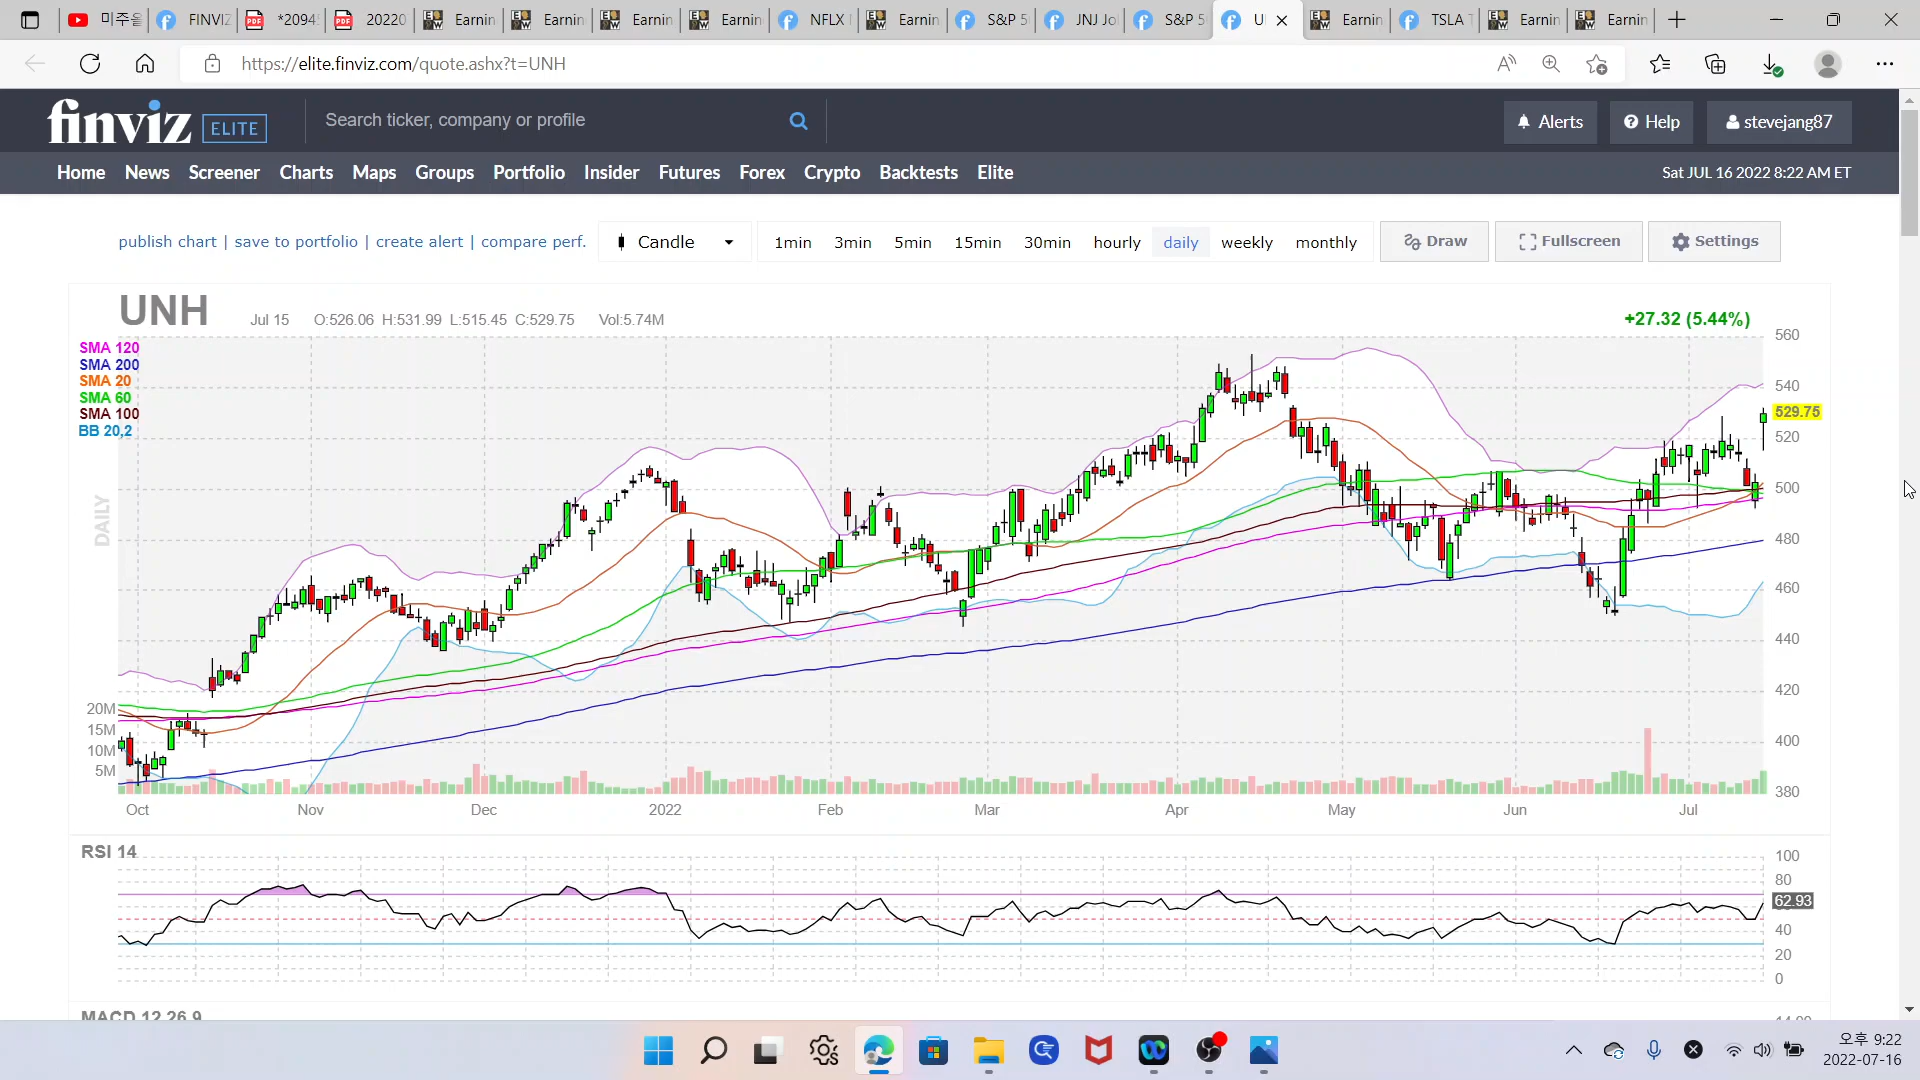 미주율 FINVIZ *2094 20220 Earnin Earnin Earnin Earnin NFLX Earnin S&P 5 JNJ Jo S&P 5 U Earnin TSLA T Earnin Earnin
https://elite.finviz.com/quote.ashx?t=UNH
finviz ELITE
Search ticker, company or profile
Alerts Help stevejang87
Home News Screener Charts Maps Groups Portfolio Insider Futures Forex Crypto Backtests Elite
Sat JUL 16 2022 8:22 AM ET
publish chart | save to portfolio | create alert | compare perf. Candle 1min 3min 5min 15min 30min hourly daily weekly monthly Draw Fullscreen Settings
UNH Jul 15 O:526.06 H:531.99 L:515.45 C:529.75 Vol:5.74M +27.32 (5.44%)
SMA 120
SMA 200
SMA 20
SMA 60
SMA 100
BB 20,2
DAILY
560
540
529.75
520
500
480
460
440
420
400
380
20M
15M
10M
5M
Oct Nov Dec 2022 Feb Mar Apr May Jun Jul
RSI 14
100
80
62.93
40
20
0
MACD 12,26,9
14.00
오후 9:22
2022-07-16